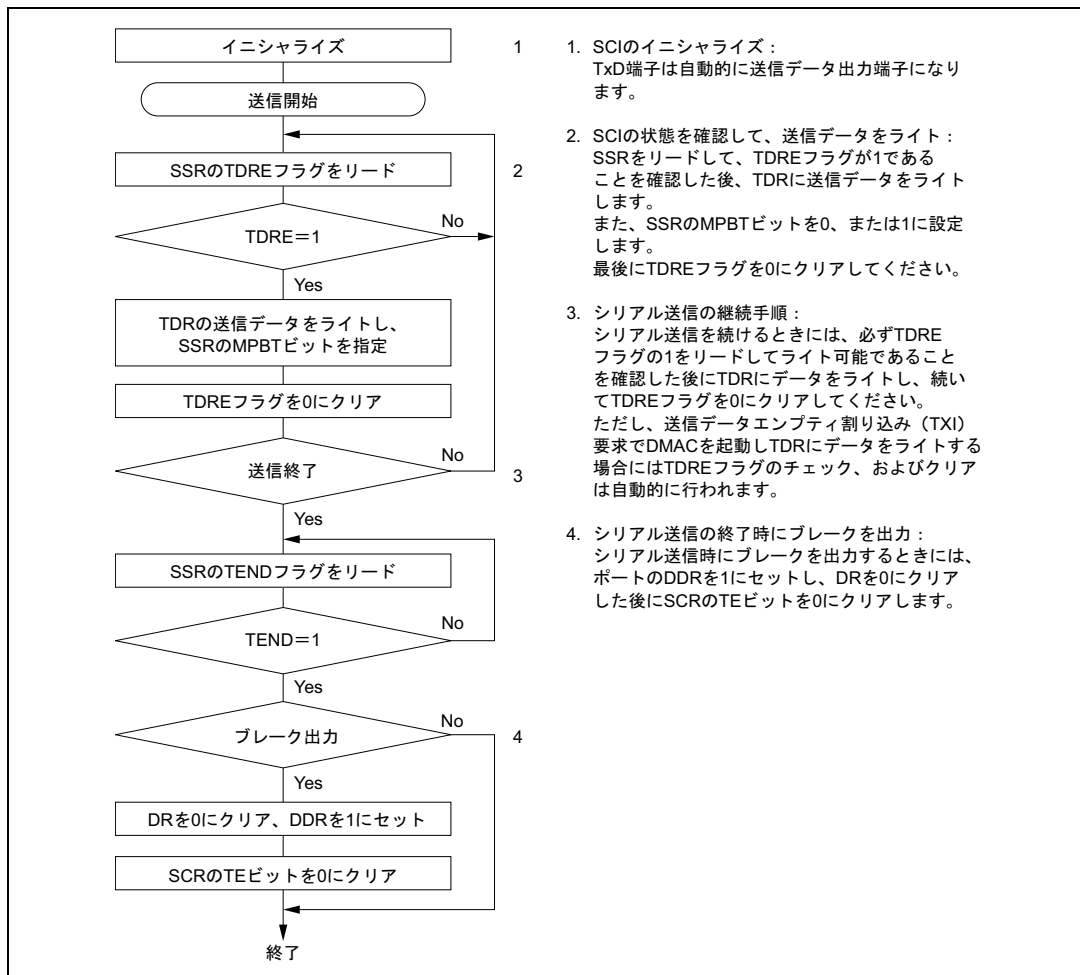 イニシャライズ
1
送信開始
SSRのTDREフラグをリード
2
TDRE＝1
No
Yes
TDRの送信データをライトし、
SSRのMPBTビットを指定
TDREフラグを0にクリア
送信終了
No
3
Yes
SSRのTENDフラグをリード
TEND＝1
No
Yes
ブレーク出力
No
4
Yes
DRを0にクリア、DDRを1にセット
SCRのTEビットを0にクリア
終了
1. SCIのイニシャライズ：
TxD端子は自動的に送信データ出力端子になり
ます。
2. SCIの状態を確認して、送信データをライト：
SSRをリードして、TDREフラグが1である
ことを確認した後、TDRに送信データをライト
します。
また、SSRのMPBTビットを0、または1に設定
します。
最後にTDREフラグを0にクリアしてください。
3. シリアル送信の継続手順：
シリアル送信を続けるときには、必ずTDRE
フラグの1をリードしてライト可能であること
を確認した後にTDRにデータをライトし、続い
てTDREフラグを0にクリアしてください。
ただし、送信データエンプティ割り込み（TXI）
要求でDMACを起動しTDRにデータをライトする
場合にはTDREフラグのチェック、およびクリア
は自動的に行われます。
4. シリアル送信の終了時にブレークを出力：
シリアル送信時にブレークを出力するときには、
ポートのDDRを1にセットし、DRを0にクリア
した後にSCRのTEビットを0にクリアします。